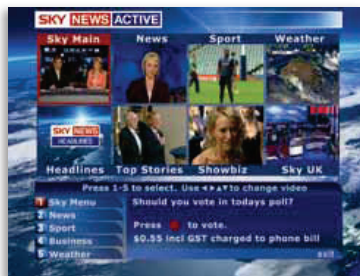 SKY NEWS ACTIVE
Sky Main News Sport Weather
SKY NEWS
HEADLINES
Headlines Top Stories Showbiz Sky UK
Press 1-5 to select. Use ◄►▲▼to change video
1 Sky Menu
2 News
3 Sport
4 Business
5 Weather
Should you vote in todays poll?
Press to vote.
$0.55 incl GST charged to phone bill
exit